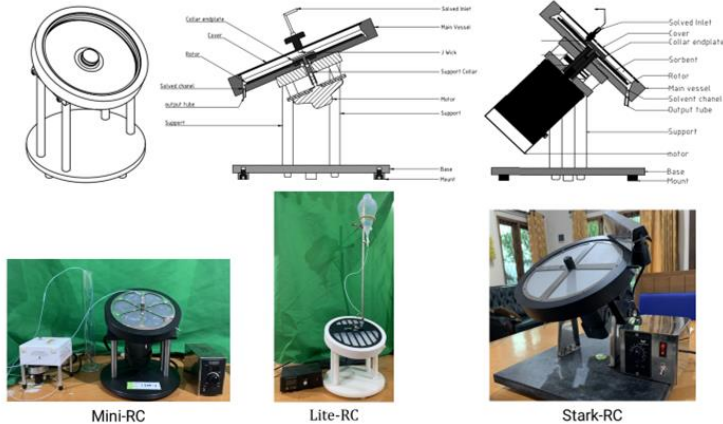 Solved Inlet
Collar endplate
Cover
Main Vessel
Rotor
J Wick
Support Collar
Solved chanel
output tube
Motor
Support
Support
Base
Mount
Solved Inlet
Cover
Collar endplate
Sorbent
Rotor
Main vessel
Solvent chanel
Output tube
Support
motor
Base
Mount
Mini-RC
Lite-RC
Stark-RC